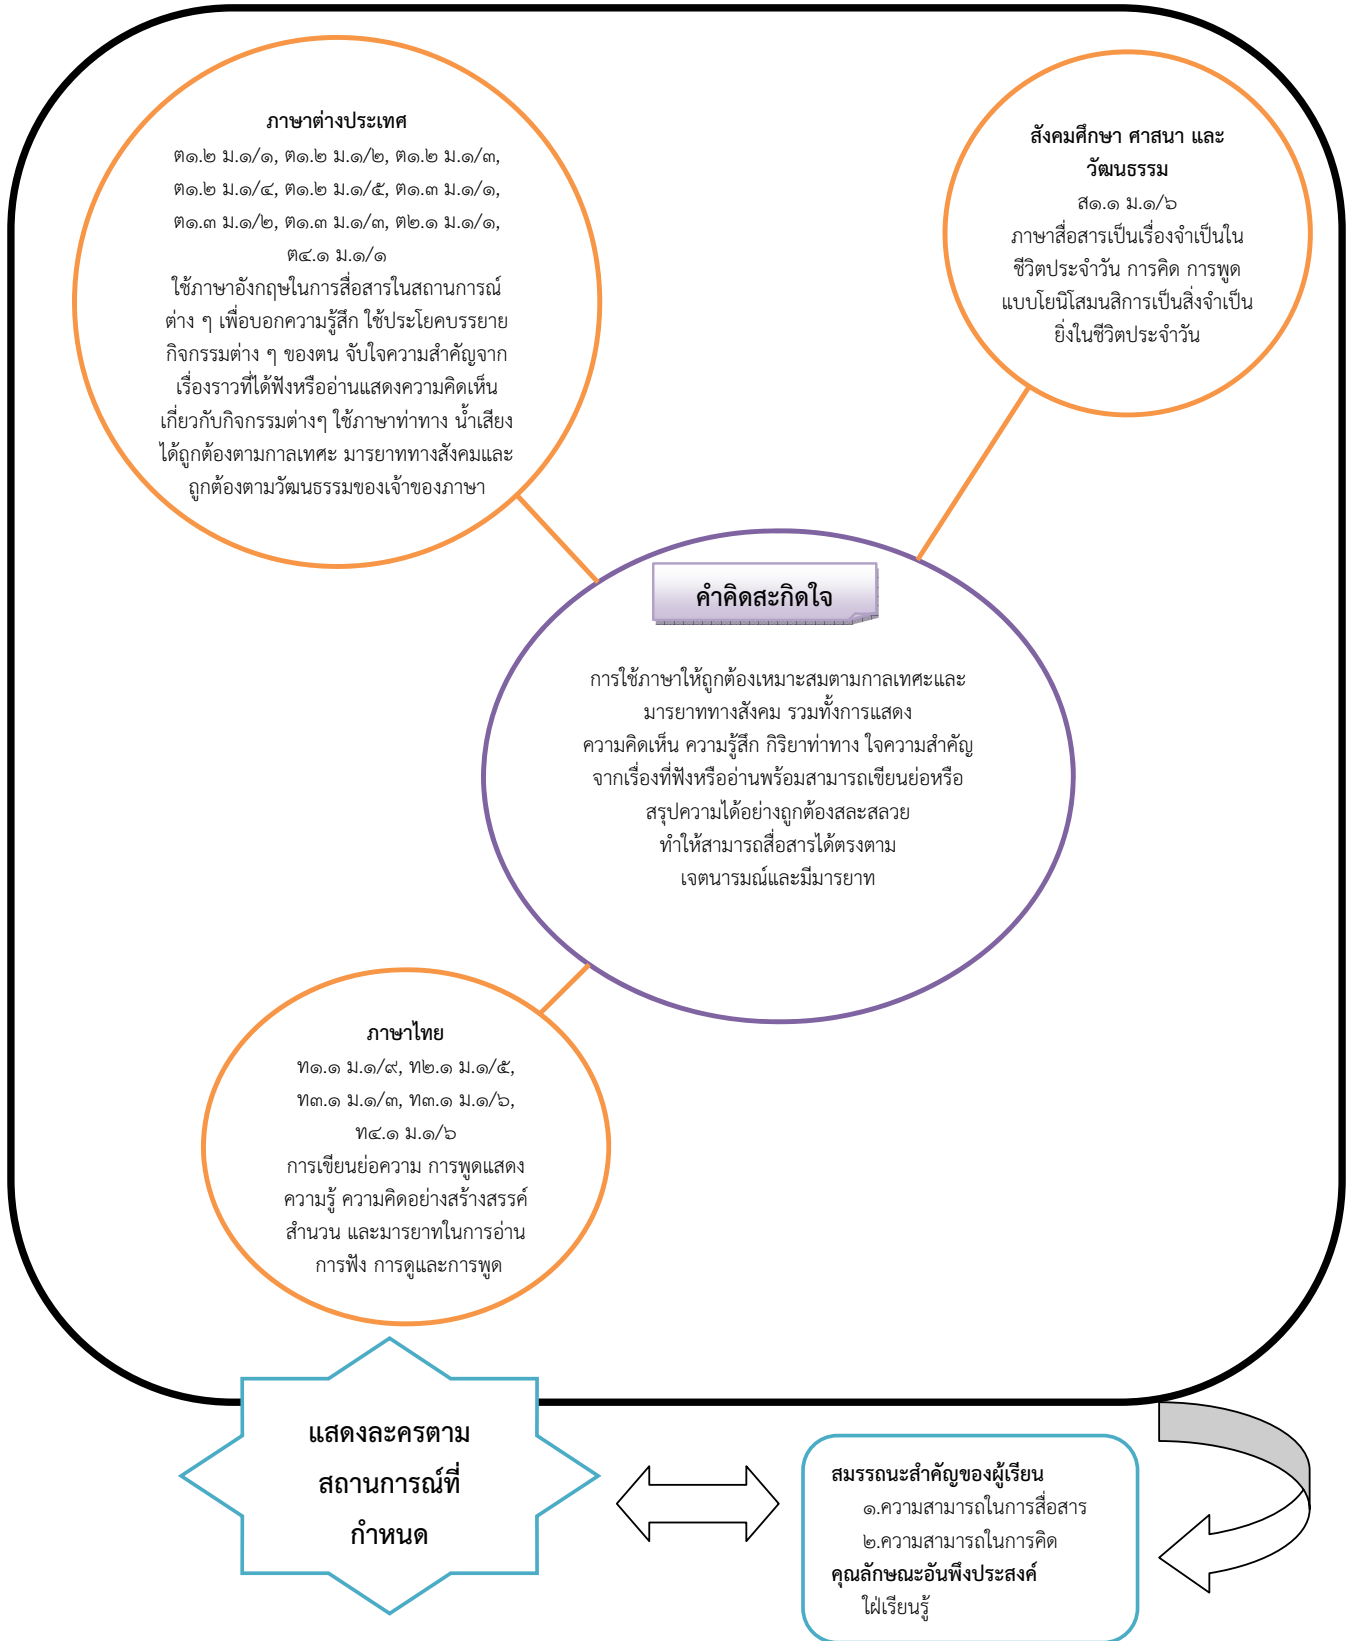 ภาษาต่างประเทศ
ต๑.๒ ม.๑/๑, ต๑.๒ ม.๑/๒, ต๑.๒ ม.๑/๓,
ต๑.๒ ม.๑/๔, ต๑.๒ ม.๑/๕, ต๑.๓ ม.๑/๑,
ต๑.๓ ม.๑/๒, ต๑.๓ ม.๑/๓, ต๒.๑ ม.๑/๑,
ต๔.๑ ม.๑/๑
ใช้ภาษาอังกฤษในการสื่อสารในสถานการณ์
ต่าง ๆ เพื่อบอกความรู้สึก ใช้ประโยคบรรยาย
กิจกรรมต่าง ๆ ของตน จับใจความสำคัญจาก
เรื่องราวที่ได้ฟังหรืออ่านแสดงความคิดเห็น
เกี่ยวกับกิจกรรมต่างๆ ใช้ภาษาท่าทาง น้ำเสียง
ได้ถูกต้องตามกาลเทศะ มารยาททางสังคมและ
ถูกต้องตามวัฒนธรรมของเจ้าของภาษา
สังคมศึกษา ศาสนา และ
วัฒนธรรม
ส๑.๑ ม.๑/๖
ภาษาสื่อสารเป็นเรื่องจำเป็นใน
ชีวิตประจำวัน การคิด การพูด
แบบโยนิโสมนสิการเป็นสิ่งจำเป็น
ยิ่งในชีวิตประจำวัน
คำคิดสะกิดใจ
การใช้ภาษาให้ถูกต้องเหมาะสมตามกาลเทศะและ
มารยาททางสังคม รวมทั้งการแสดง
ความคิดเห็น ความรู้สึก กิริยาท่าทาง ใจความสำคัญ
จากเรื่องที่ฟังหรืออ่านพร้อมสามารถเขียนย่อหรือ
สรุปความได้อย่างถูกต้องสละสลวย
ทำให้สามารถสื่อสารได้ตรงตาม
เจตนารมณ์และมีมารยาท
ภาษาไทย
ท๑.๑ ม.๑/๙, ท๒.๑ ม.๑/๕,
ท๓.๑ ม.๑/๓, ท๓.๑ ม.๑/๖,
ท๔.๑ ม.๑/๖
การเขียนย่อความ การพูดแสดง
ความรู้ ความคิดอย่างสร้างสรรค์
สำนวน และมารยาทในการอ่าน
การฟัง การดูและการพูด
แสดงละครตาม
สถานการณ์ที่
กำหนด
สมรรถนะสำคัญของผู้เรียน
๑.ความสามารถในการสื่อสาร
๒.ความสามารถในการคิด
คุณลักษณะอันพึงประสงค์
ใฝ่เรียนรู้